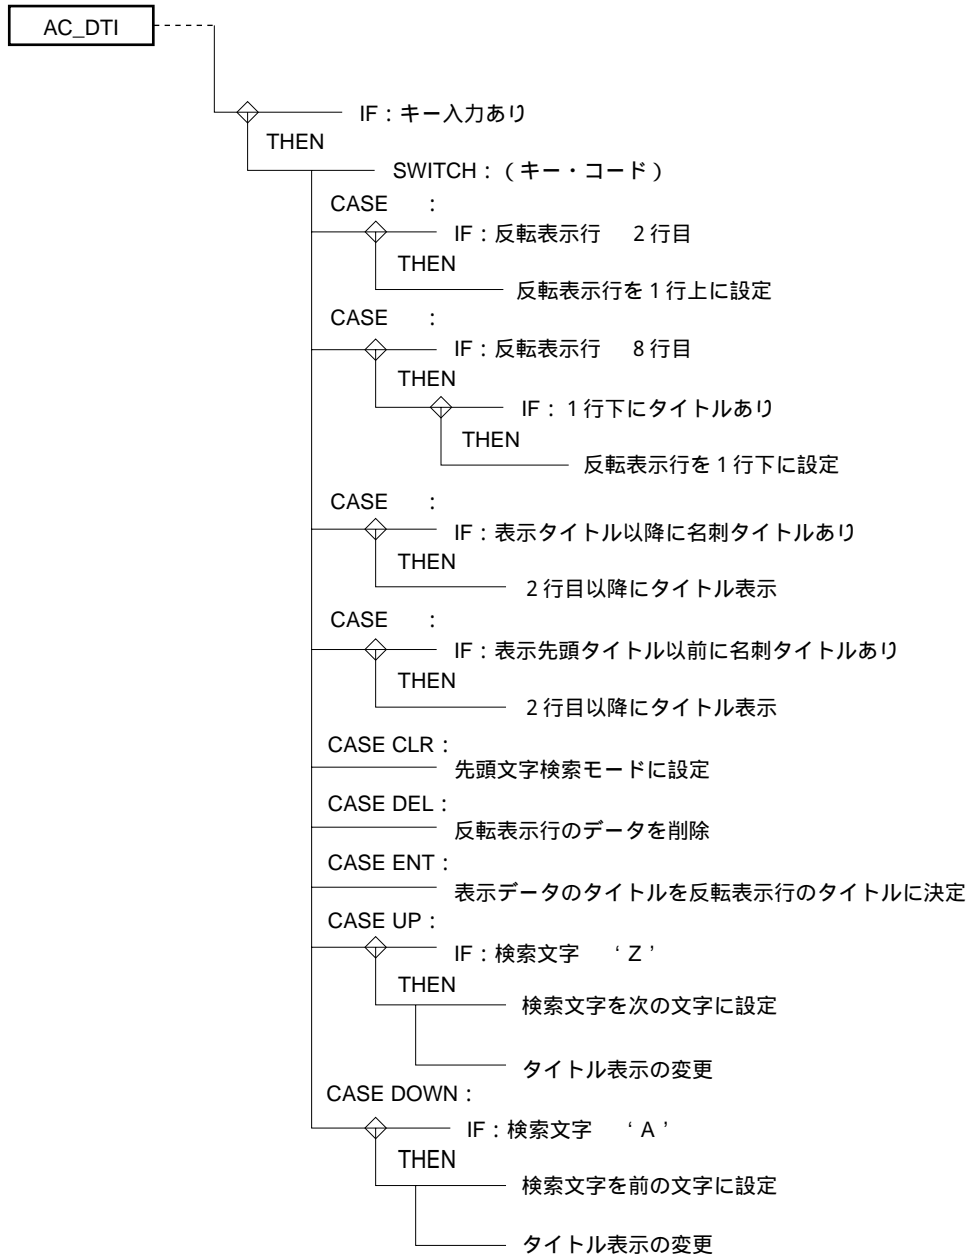 AC_DTI
IF：キー入力あり
THEN
SWITCH：（キー・コード）
CASE　　：
IF：反転表示行　　2行目
THEN
反転表示行を1行上に設定
CASE　　：
IF：反転表示行　　8行目
THEN
IF：1行下にタイトルあり
THEN
反転表示行を1行下に設定
CASE　　：
IF：表示タイトル以降に名刺タイトルあり
THEN
2行目以降にタイトル表示
CASE　　：
IF：表示先頭タイトル以前に名刺タイトルあり
THEN
2行目以降にタイトル表示
CASE CLR：
先頭文字検索モードに設定
CASE DEL：
反転表示行のデータを削除
CASE ENT：
表示データのタイトルを反転表示行のタイトルに決定
CASE UP：
IF：検索文字　　‘Z’
THEN
検索文字を次の文字に設定
タイトル表示の変更
CASE DOWN：
IF：検索文字　　‘A’
THEN
検索文字を前の文字に設定
タイトル表示の変更